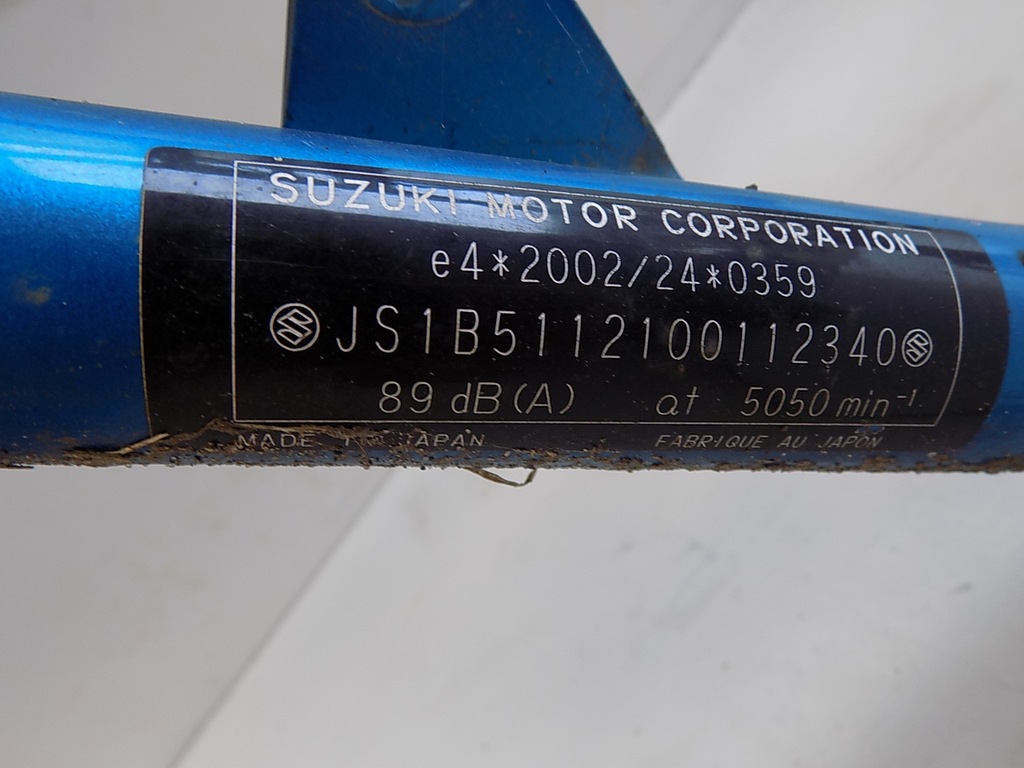 SUZUKI MOTOR CORPORATION
e4*2002/24*0359
JS1B5112100112340
89 dB(A) at 5050 min⁻¹
MADE IN JAPAN FABRIQUE AU JAPON